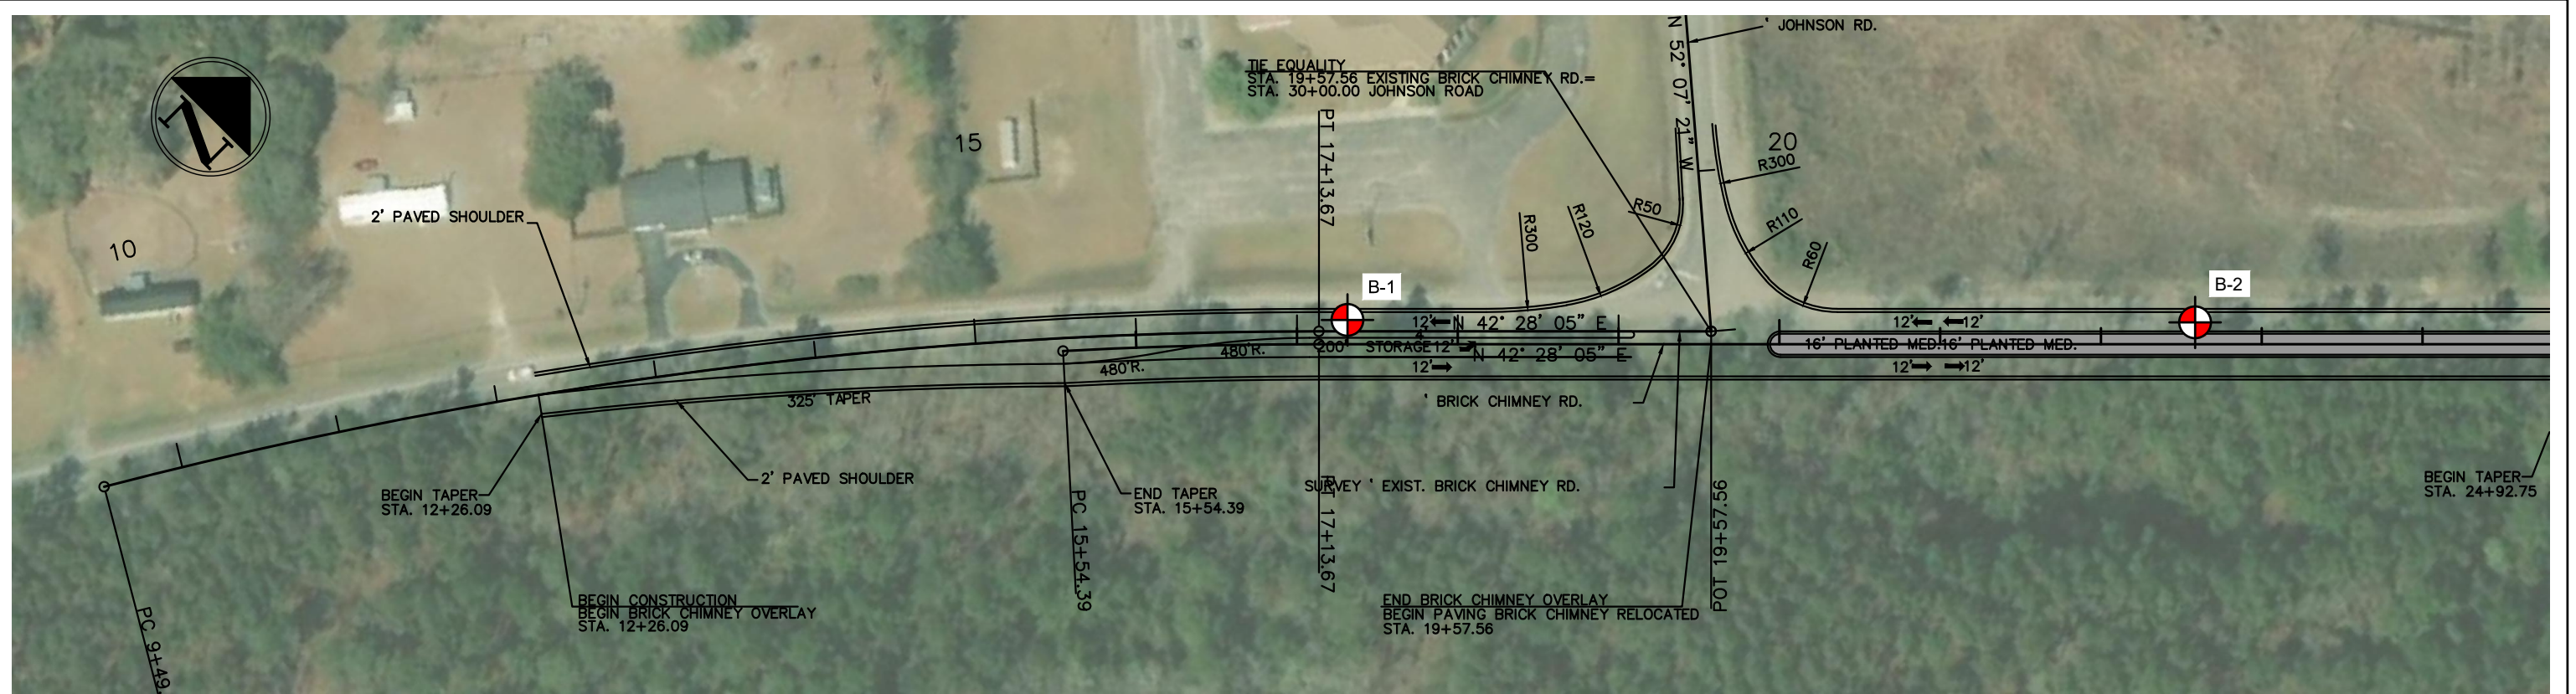 ' JOHNSON RD.
N 52° 07' 21" W
TIE EQUALITY
STA. 19+57.56 EXISTING BRICK CHIMNEY RD.=
STA. 30+00.00 JOHNSON ROAD
N
10
15
20
2' PAVED SHOULDER
PT 17+13.67
R300
R120
R50
R300
R110
R60
B-1
B-2
12'
N 42° 28' 05" E
12'
12'
480'R.
200'
STORAGE
12'
N 42° 28' 05" E
16' PLANTED MED.
16' PLANTED MED.
480'R.
12'
12'
12'
325' TAPER
' BRICK CHIMNEY RD.
2' PAVED SHOULDER
BEGIN TAPER
STA. 12+26.09
END TAPER
STA. 15+54.39
SURVEY ' EXIST. BRICK CHIMNEY RD.
BEGIN TAPER
STA. 24+92.75
PC 15+54.39
PT 17+13.67
POT 19+57.56
BEGIN CONSTRUCTION
BEGIN BRICK CHIMNEY OVERLAY
STA. 12+26.09
END BRICK CHIMNEY OVERLAY
BEGIN PAVING BRICK CHIMNEY RELOCATED
STA. 19+57.56
PC 9+49.